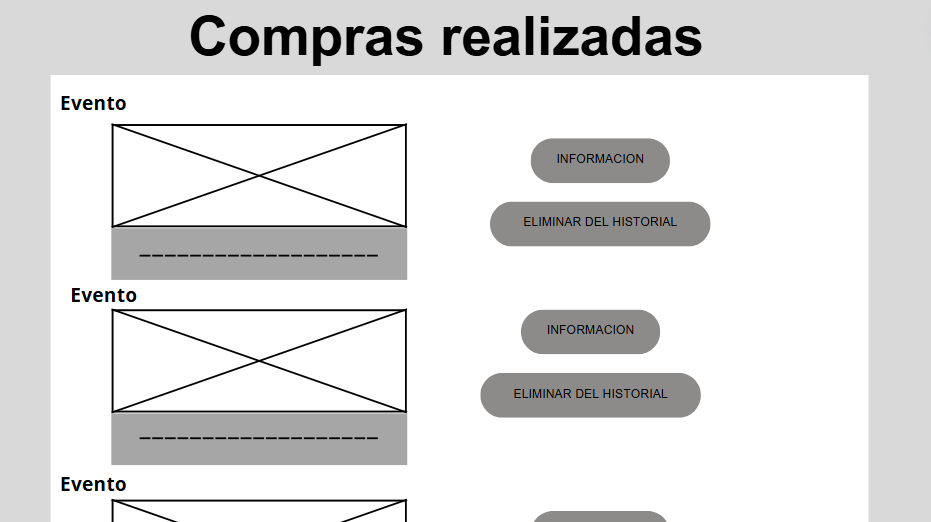 Compras realizadas
Evento
INFORMACION
ELIMINAR DEL HISTORIAL
Evento
INFORMACION
ELIMINAR DEL HISTORIAL
Evento